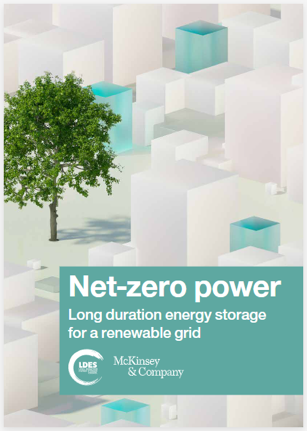 Net-zero power
Long duration energy storage
for a renewable grid
LDES
McKinsey
& Company